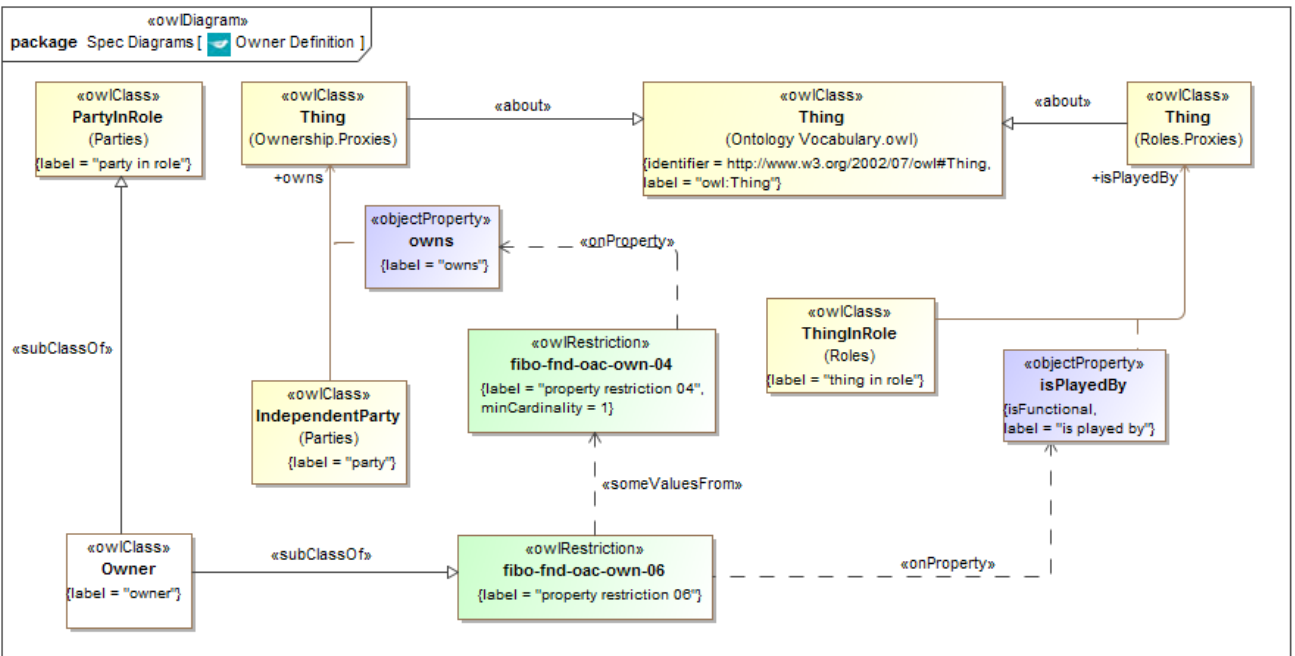 «owlDiagram»
package Spec Diagrams [ Owner Definition ]
«owlClass»
PartyInRole
(Parties)
{label = "party in role"}
«owlClass»
Thing
(Ownership.Proxies)
«about»
«owlClass»
Thing
(Ontology Vocabulary.owl)
{identifier = http://www.w3.org/2002/07/owl#Thing,
label = "owl:Thing"}
«about»
«owlClass»
Thing
(Roles.Proxies)
+owns
+isPlayedBy
«objectProperty»
owns
{label = "owns"}
«onProperty»
«owlClass»
ThingInRole
(Roles)
{label = "thing in role"}
«subClassOf»
«owlRestriction»
fibo-fnd-oac-own-04
{label = "property restriction 04",
minCardinality = 1}
«objectProperty»
isPlayedBy
{isFunctional,
label = "is played by"}
«owlClass»
IndependentParty
(Parties)
{label = "party"}
«someValuesFrom»
«owlClass»
Owner
{label = "owner"}
«subClassOf»
«owlRestriction»
fibo-fnd-oac-own-06
{label = "property restriction 06"}
«onProperty»